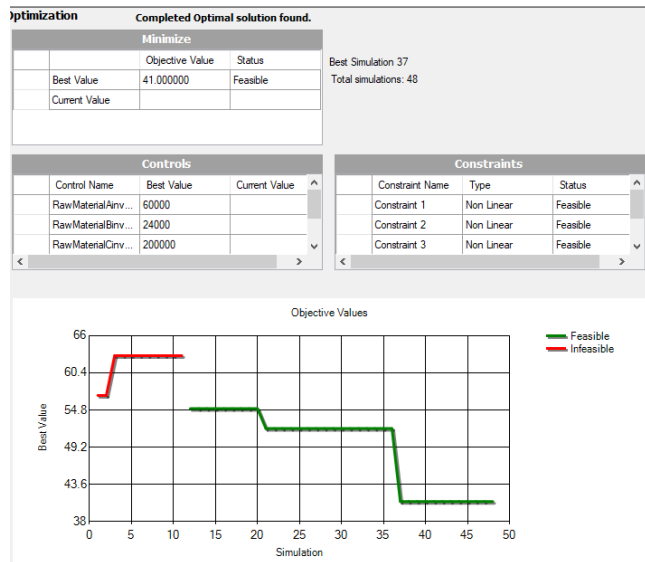 Optimization Completed Optimal solution found.
Minimize
Objective Value Status
Best Value 41.000000 Feasible
Current Value
Best Simulation 37
Total simulations: 48
Controls
Control Name Best Value Current Value
RawMaterialAinv... 60000
RawMaterialBinv... 24000
RawMaterialCinv... 200000
Constraints
Constraint Name Type Status
Constraint 1 Non Linear Feasible
Constraint 2 Non Linear Feasible
Constraint 3 Non Linear Feasible
Objective Values
66
60.4
54.8
49.2
43.6
38
Best Value
0 5 10 15 20 25 30 35 40 45 50
Simulation
Feasible
Infeasible